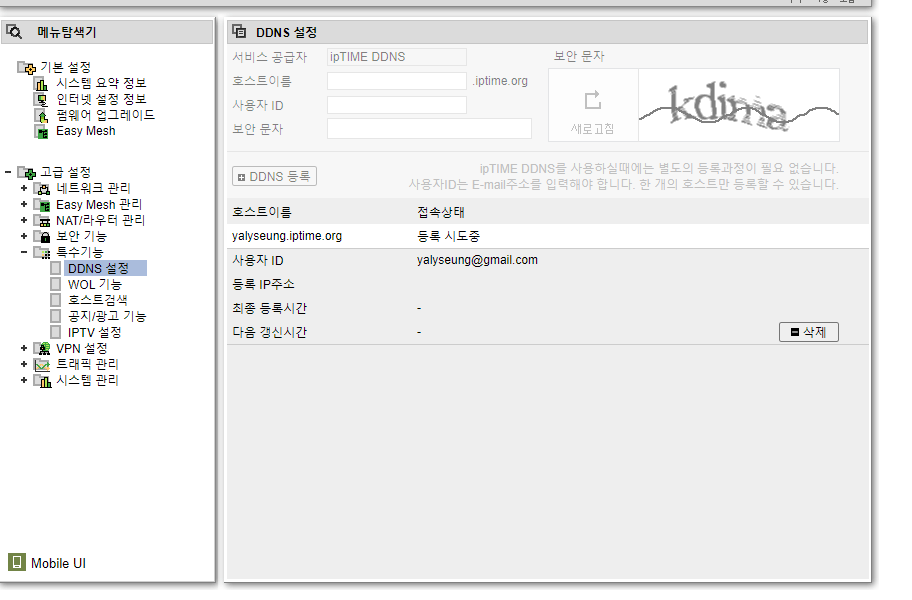 메뉴탐색기
기본 설정
시스템 요약 정보
인터넷 설정 정보
펌웨어 업그레이드
Easy Mesh
고급 설정
네트워크 관리
Easy Mesh 관리
NAT/라우터 관리
보안 기능
특수기능
DDNS 설정
WOL 기능
호스트검색
공지/광고 기능
IPTV 설정
VPN 설정
트래픽 관리
시스템 관리
Mobile UI
DDNS 설정
서비스 공급자 ipTIME DDNS 보안 문자
호스트이름 .iptime.org
사용자 ID
보안 문자
새로고침
DDNS 등록
ipTIME DDNS를 사용하실때에는 별도의 등록과정이 필요 없습니다.
사용자ID는 E-mail주소를 입력해야 합니다. 한 개의 호스트만 등록할 수 있습니다.
호스트이름 접속상태
yalyseung.iptime.org 등록 시도중
사용자 ID yalyseung@gmail.com
등록 IP주소
최종 등록시간 -
다음 갱신시간 - 삭제